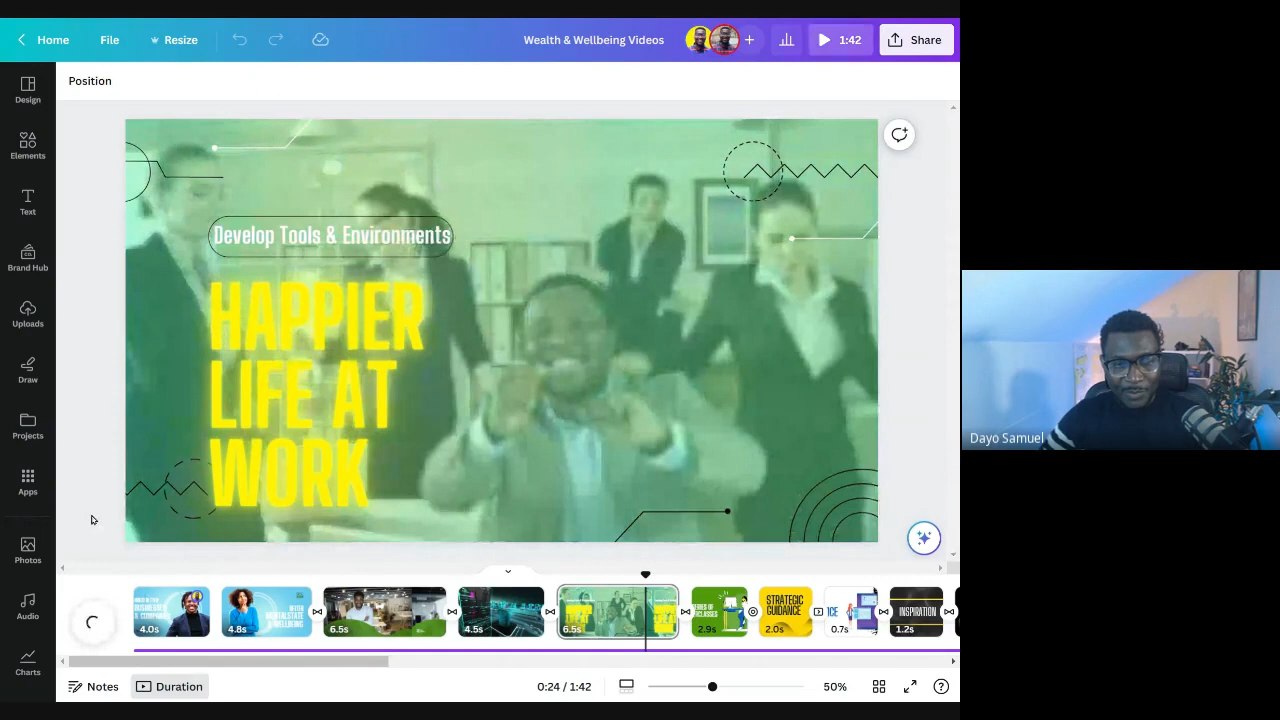 Home
File
Resize
Wealth & Wellbeing Videos
1:42
Share
Position
Design
Elements
Text
Brand Hub
Uploads
Draw
Projects
Apps
Photos
Audio
Charts
Develop Tools & Environments
HAPPIER
LIFE AT
WORK
Dayo Samuel
4.0s
4.8s
6.5s
4.5s
6.5s
2.9s
STRATEGIC
GUIDANCE
2.0s
0.7s
INSPIRATION
1.2s
Notes
Duration
0:24 / 1:42
50%